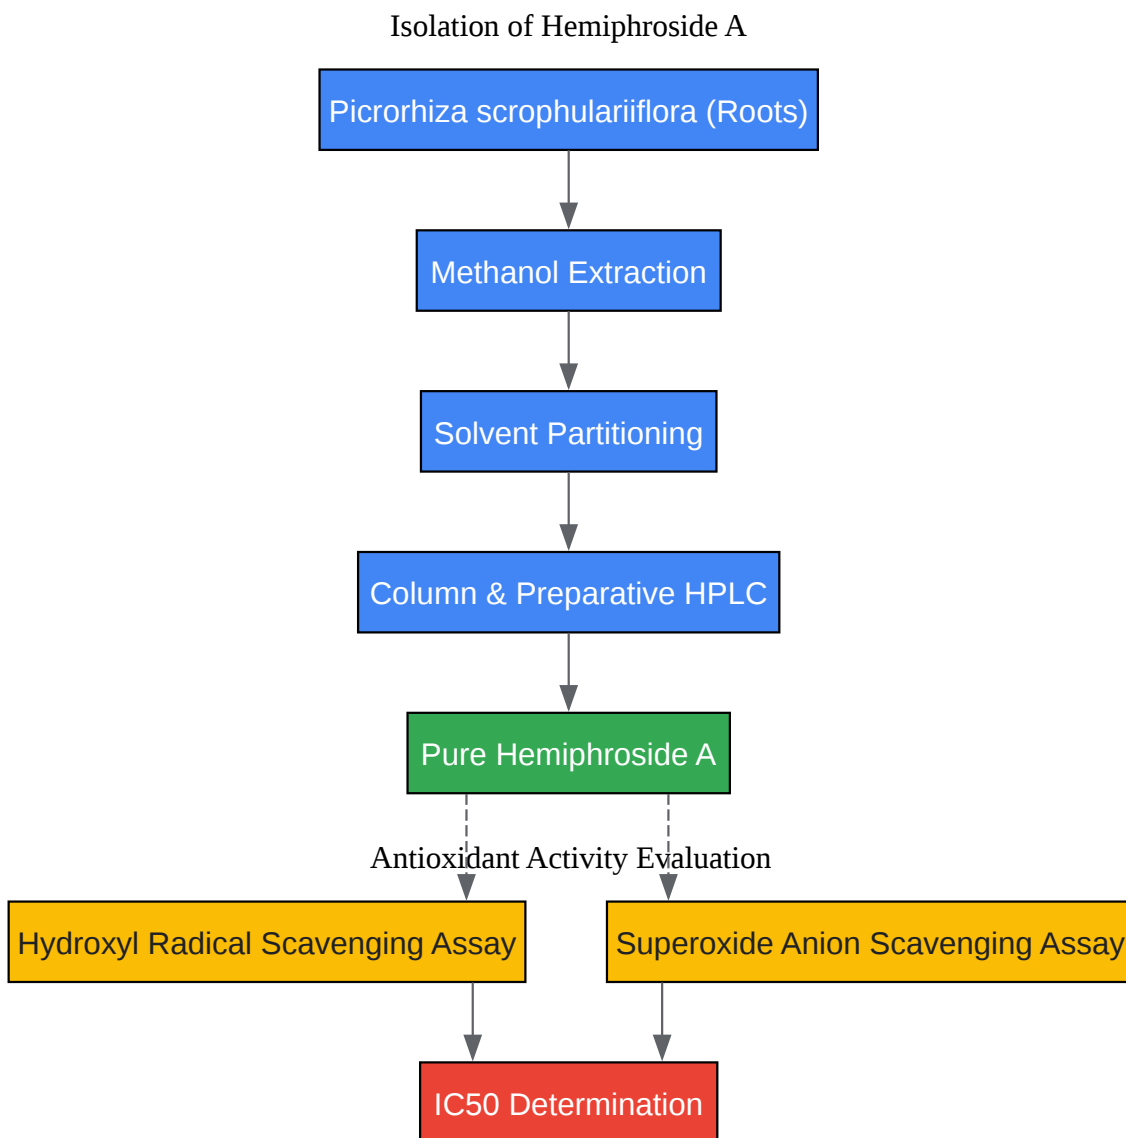 Isolation of Hemiphroside A
Picrorhiza scrophulariiflora (Roots)
Methanol Extraction
Solvent Partitioning
Column & Preparative HPLC
Pure Hemiphroside A
Antioxidant Activity Evaluation
Hydroxyl Radical Scavenging Assay
Superoxide Anion Scavenging Assay
IC50 Determination